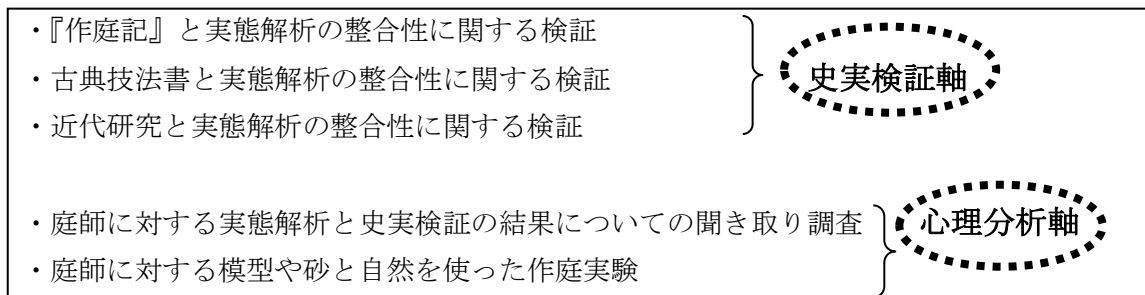 ・『作庭記』と実態解析の整合性に関する検証
・古典技法書と実態解析の整合性に関する検証
史実検証軸
・近代研究と実態解析の整合性に関する検証
・庭師に対する実態解析と史実検証の結果についての聞き取り調査
心理分析軸
・庭師に対する模型や砂と自然を使った作庭実験